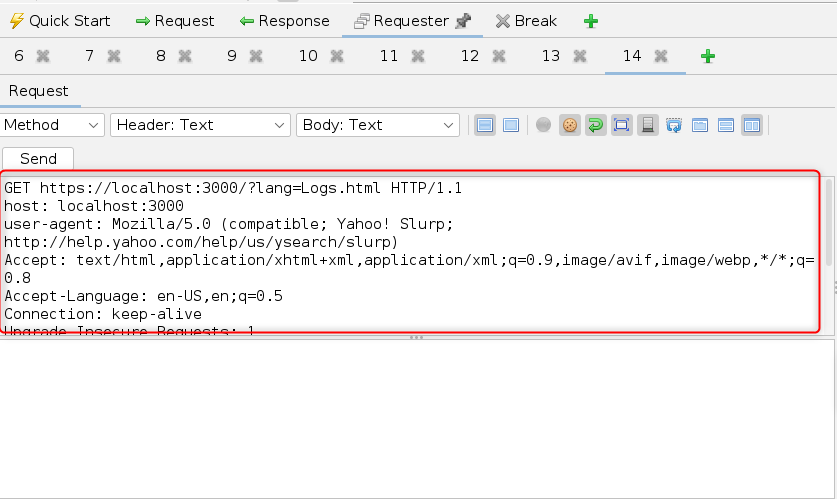 Quick Start Request Response Requester Break
6 7 8 9 10 11 12 13 14
Request
Method Header: Text Body: Text
Send
GET https://localhost:3000/?lang=Logs.html HTTP/1.1
host: localhost:3000
user-agent: Mozilla/5.0 (compatible; Yahoo! Slurp;
http://help.yahoo.com/help/us/ysearch/slurp)
Accept: text/html,application/xhtml+xml,application/xml;q=0.9,image/avif,image/webp,*/*;q=
0.8
Accept-Language: en-US,en;q=0.5
Connection: keep-alive
Upgrade-Insecure-Requests: 1